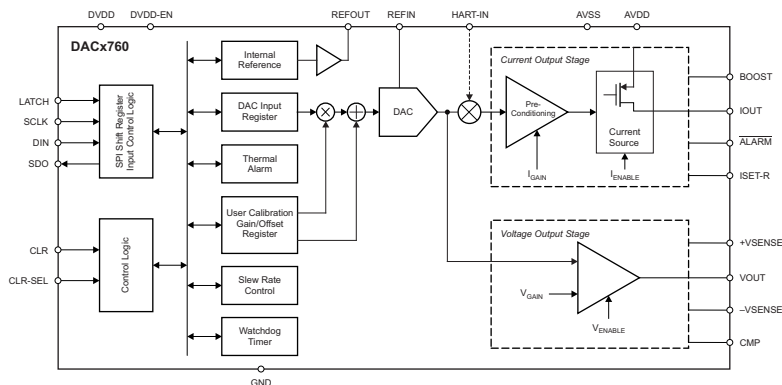 DVDD
DVDD-EN
REFOUT
REFIN
HART-IN
AVSS
AVDD
DACx760
LATCH
SCLK
DIN
SDO
CLR
CLR-SEL
SPI Shift Register
Input Control Logic
Control Logic
Internal
Reference
DAC Input
Register
Thermal
Alarm
User Calibration
Gain/Offset
Register
Slew Rate
Control
Watchdog
Timer
DAC
Current Output Stage
Pre-
Conditioning
Current
Source
IGAIN
IENABLE
Voltage Output Stage
VGAIN
VENABLE
BOOST
IOUT
ALARM
ISET-R
+VSENSE
VOUT
–VSENSE
CMP
GND